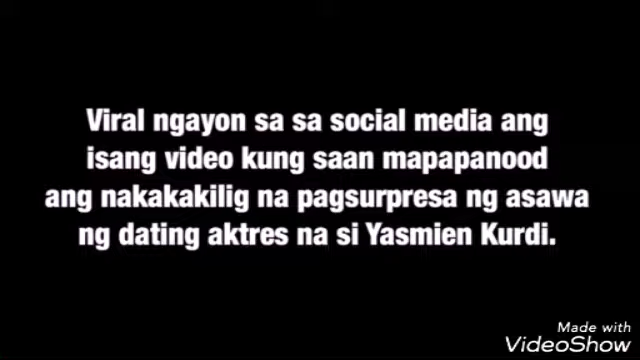 Viral ngayon sa sa social media ang
isang video kung saan mapapanood
ang nakakakilig na pagsurpresa ng asawa
ng dating aktres na si Yasmien Kurdi.
Made with
VideoShow